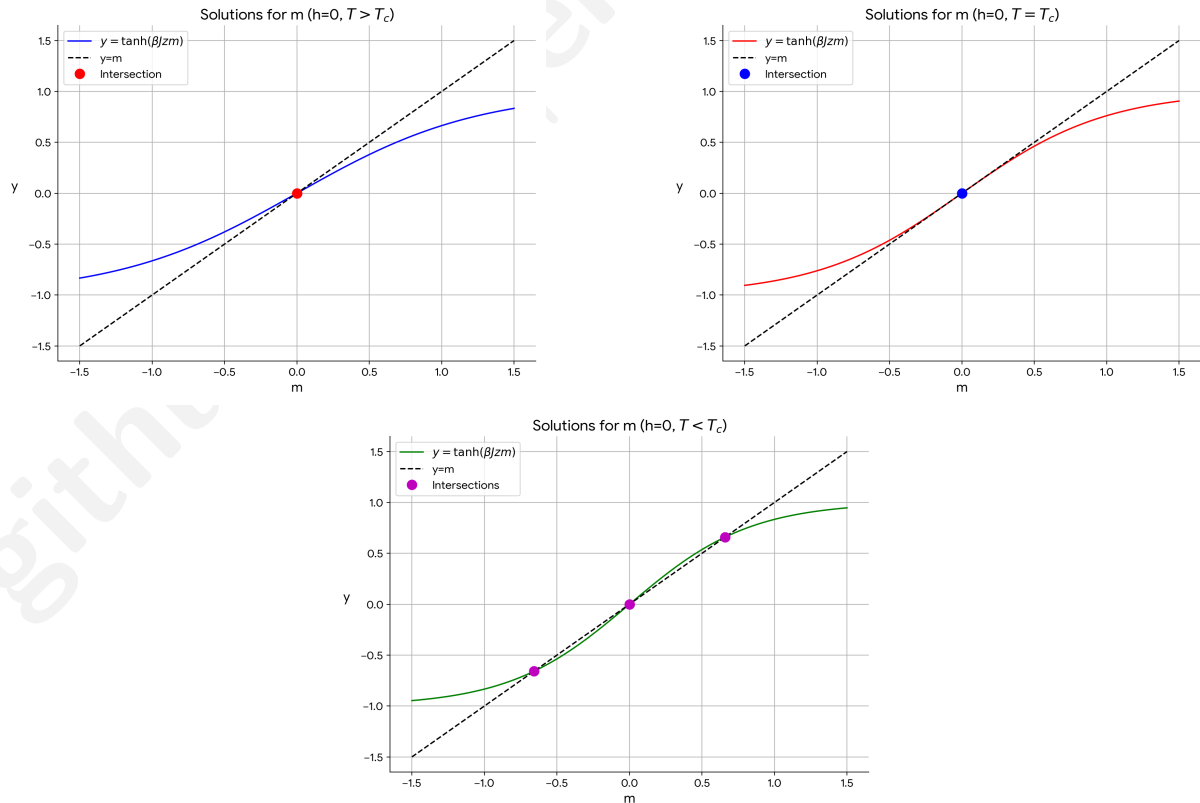 Solutions for m (h=0, T > T_c)
y = tanh(βJzm)
y=m
Intersection
1.5
1.0
0.5
0.0
−0.5
−1.0
−1.5
y
−1.5 −1.0 −0.5 0.0 0.5 1.0 1.5
m
Solutions for m (h=0, T = T_c)
y = tanh(βJzm)
y=m
Intersection
1.5
1.0
0.5
0.0
−0.5
−1.0
−1.5
y
−1.5 −1.0 −0.5 0.0 0.5 1.0 1.5
m
Solutions for m (h=0, T < T_c)
y = tanh(βJzm)
y=m
Intersections
1.5
1.0
0.5
0.0
−0.5
−1.0
−1.5
y
−1.5 −1.0 −0.5 0.0 0.5 1.0 1.5
m